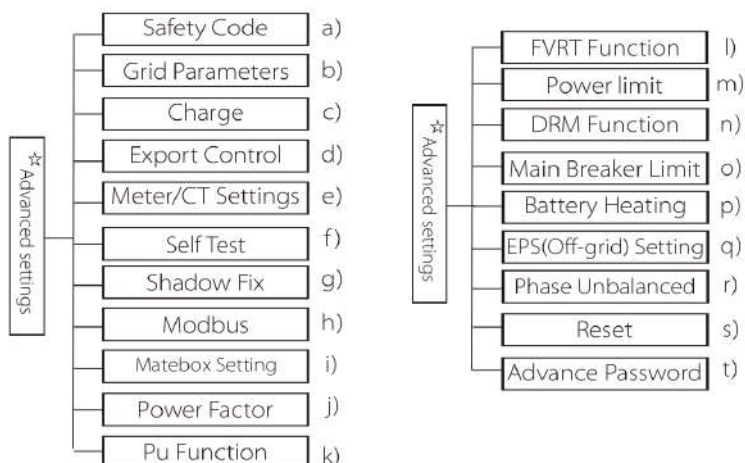 ☆ Advanced settings
Safety Code a)
Grid Parameters b)
Charge c)
Export Control d)
Meter/CT Settings e)
Self Test f)
Shadow Fix g)
Modbus h)
Matebox Setting i)
Power Factor j)
Pu Function k)
☆ Advanced settings
FVRT Function l)
Power limit m)
DRM Function n)
Main Breaker Limit o)
Battery Heating p)
EPS(Off-grid) Setting q)
Phase Unbalanced r)
Reset s)
Advance Password t)